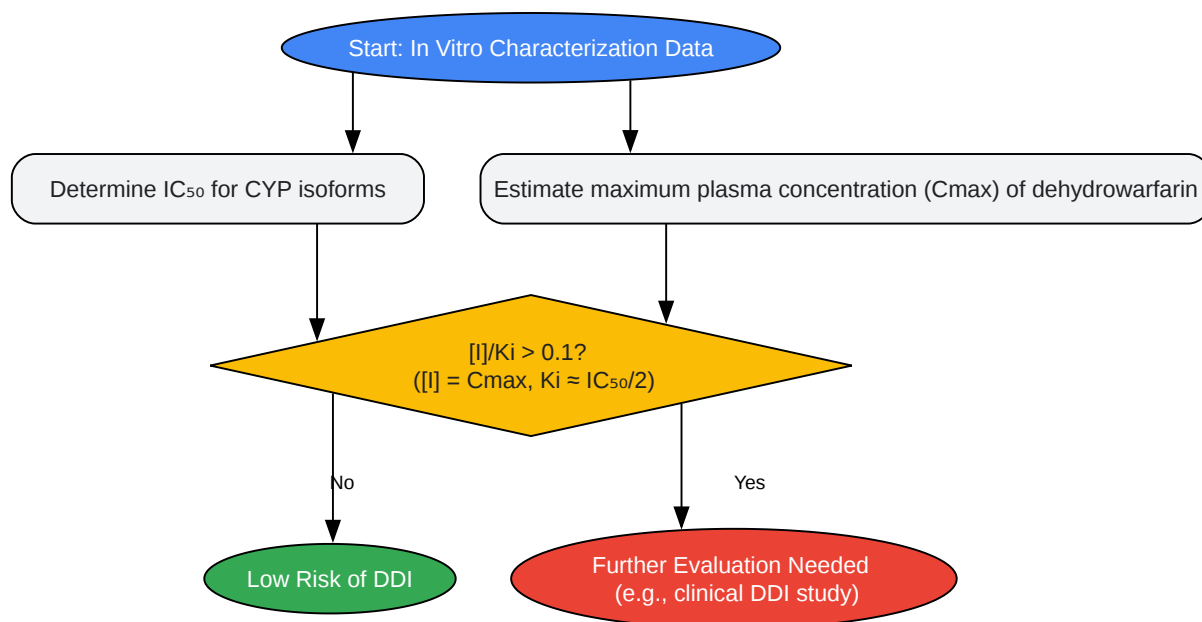 Start: In Vitro Characterization Data
Determine IC₅₀ for CYP isoforms
Estimate maximum plasma concentration (Cmax) of dehydrowarfarin
[I]/Ki > 0.1?
([I] = Cmax, Ki ≈ IC₅₀/2)
No
Yes
Low Risk of DDI
Further Evaluation Needed
(e.g., clinical DDI study)